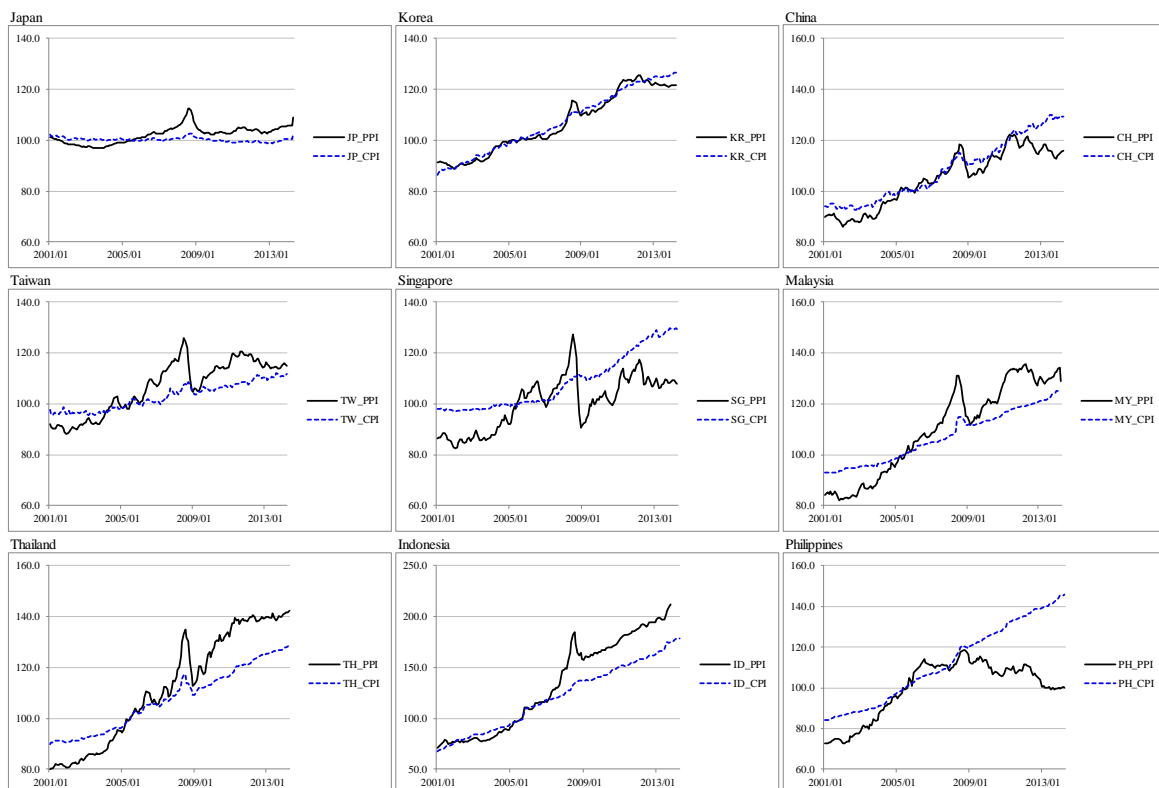 Japan
140.0
120.0
100.0
80.0
60.0
2001/01 2005/01 2009/01 2013/01
JP_PPI
JP_CPI
Korea
140.0
120.0
100.0
80.0
60.0
2001/01 2005/01 2009/01 2013/01
KR_PPI
KR_CPI
China
160.0
140.0
120.0
100.0
80.0
2001/01 2005/01 2009/01 2013/01
CH_PPI
CH_CPI
Taiwan
140.0
120.0
100.0
80.0
60.0
2001/01 2005/01 2009/01 2013/01
TW_PPI
TW_CPI
Singapore
140.0
120.0
100.0
80.0
60.0
2001/01 2005/01 2009/01 2013/01
SG_PPI
SG_CPI
Malaysia
160.0
140.0
120.0
100.0
80.0
2001/01 2005/01 2009/01 2013/01
MY_PPI
MY_CPI
Thailand
160.0
140.0
120.0
100.0
80.0
2001/01 2005/01 2009/01 2013/01
TH_PPI
TH_CPI
Indonesia
250.0
200.0
150.0
100.0
50.0
2001/01 2005/01 2009/01 2013/01
ID_PPI
ID_CPI
Philippines
160.0
140.0
120.0
100.0
80.0
60.0
2001/01 2005/01 2009/01 2013/01
PH_PPI
PH_CPI